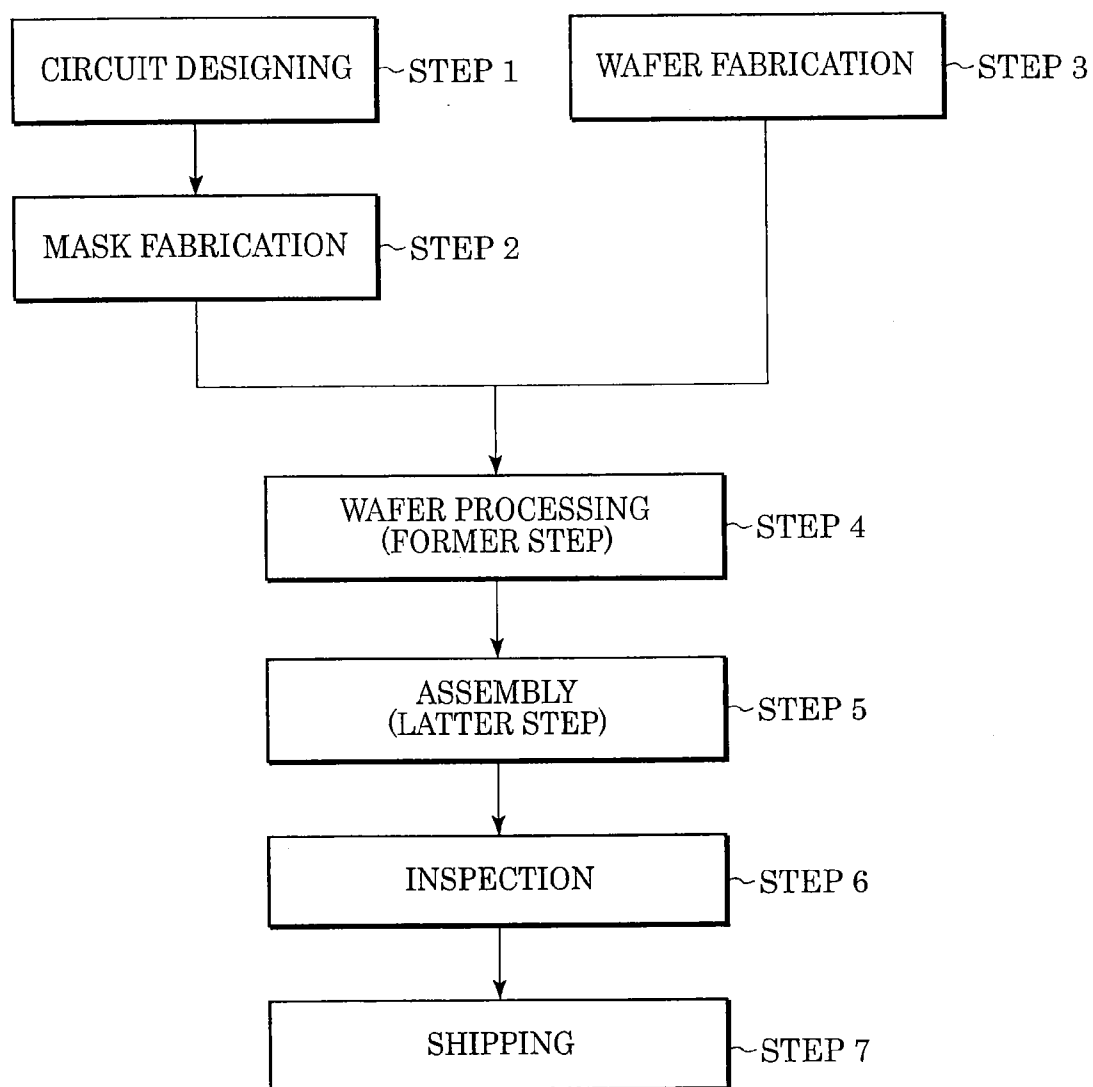 CIRCUIT DESIGNING
STEP 1
WAFER FABRICATION
STEP 3
MASK FABRICATION
STEP 2
WAFER PROCESSING
(FORMER STEP)
STEP 4
ASSEMBLY
(LATTER STEP)
STEP 5
INSPECTION
STEP 6
SHIPPING
STEP 7